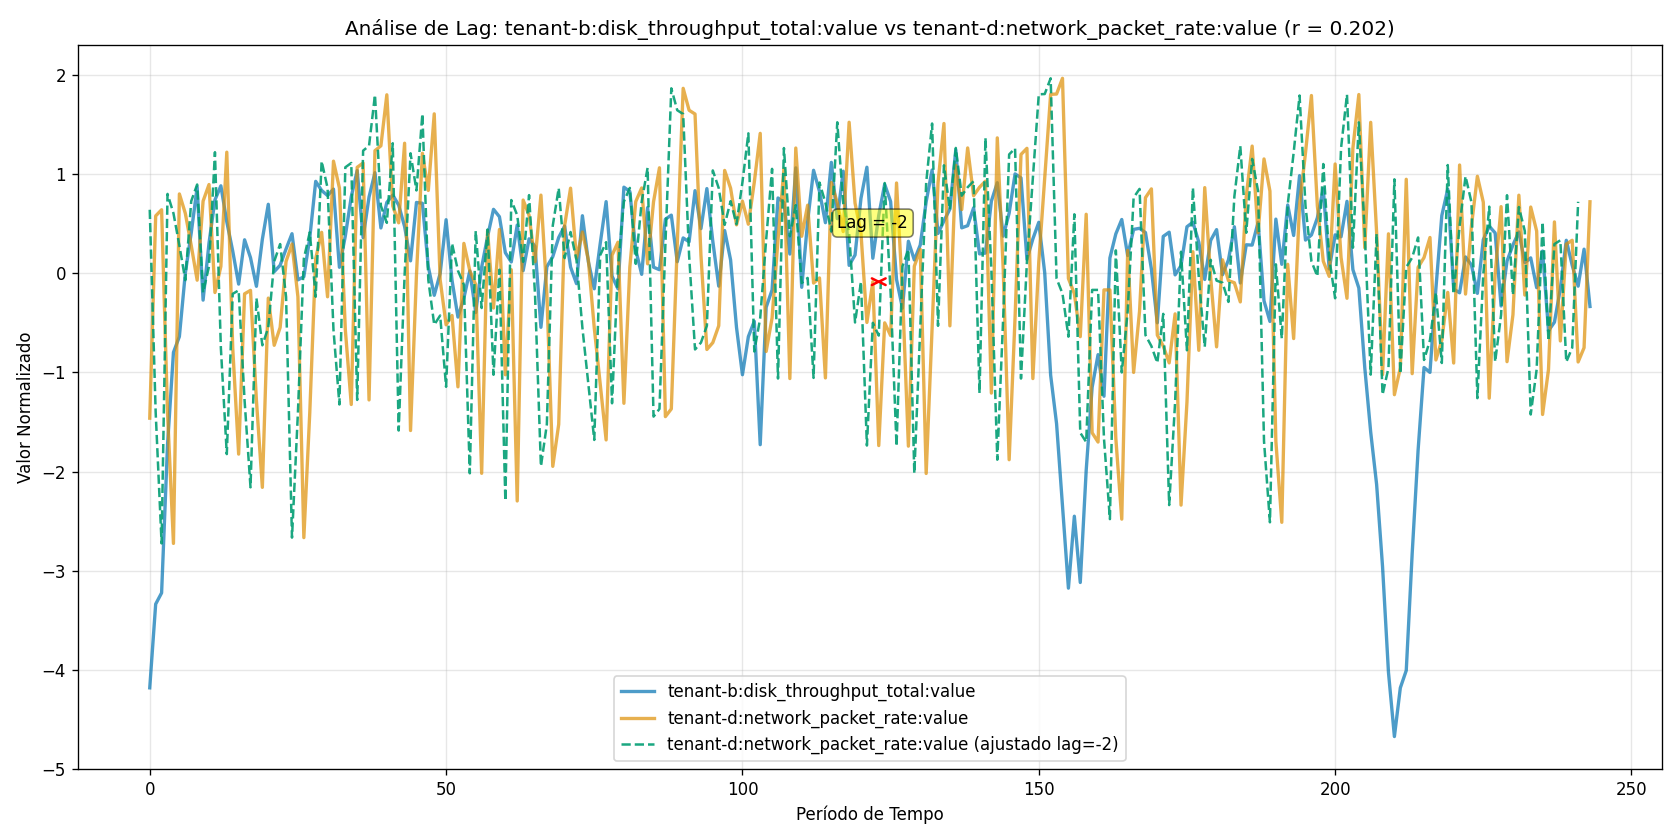 Análise de Lag: tenant-b:disk_throughput_total:value vs tenant-d:network_packet_rate:value (r = 0.202)
Valor Normalizado
2
1
0
−1
−2
−3
−4
−5
Lag = -2
tenant-b:disk_throughput_total:value
tenant-d:network_packet_rate:value
tenant-d:network_packet_rate:value (ajustado lag=-2)
0 50 100 150 200 250
Período de Tempo